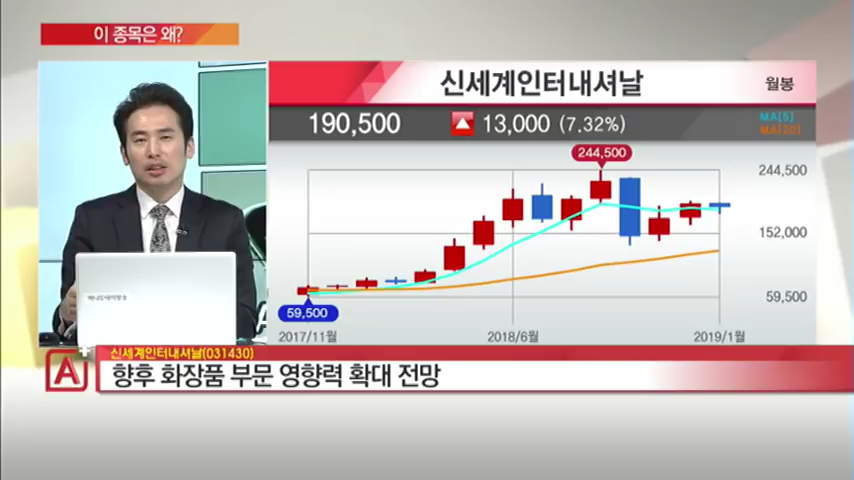 이 종목은 왜?
신세계인터내셔날
월봉
190,500 13,000 (7.32%)
MA[5]
MA[20]
244,500
244,500
152,000
59,500
59,500
2017/11월 2018/6월 2019/1월
신세계인터내셔날(031430)
A+
향후 화장품 부문 영향력 확대 전망